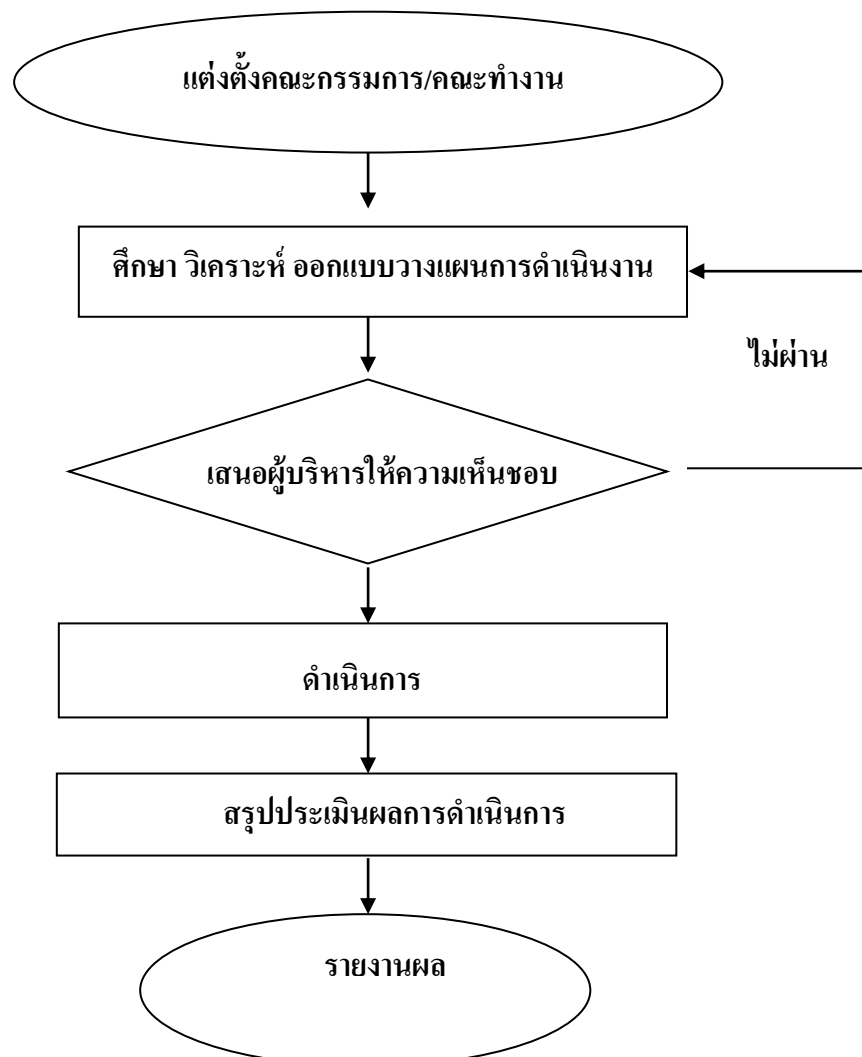 แต่งตั้งคณะกรรมการ/คณะทำงาน
ศึกษา วิเคราะห์ ออกแบบวางแผนการดำเนินงาน
ไม่ผ่าน
เสนอผู้บริหารให้ความเห็นชอบ
ดำเนินการ
สรุปประเมินผลการดำเนินการ
รายงานผล